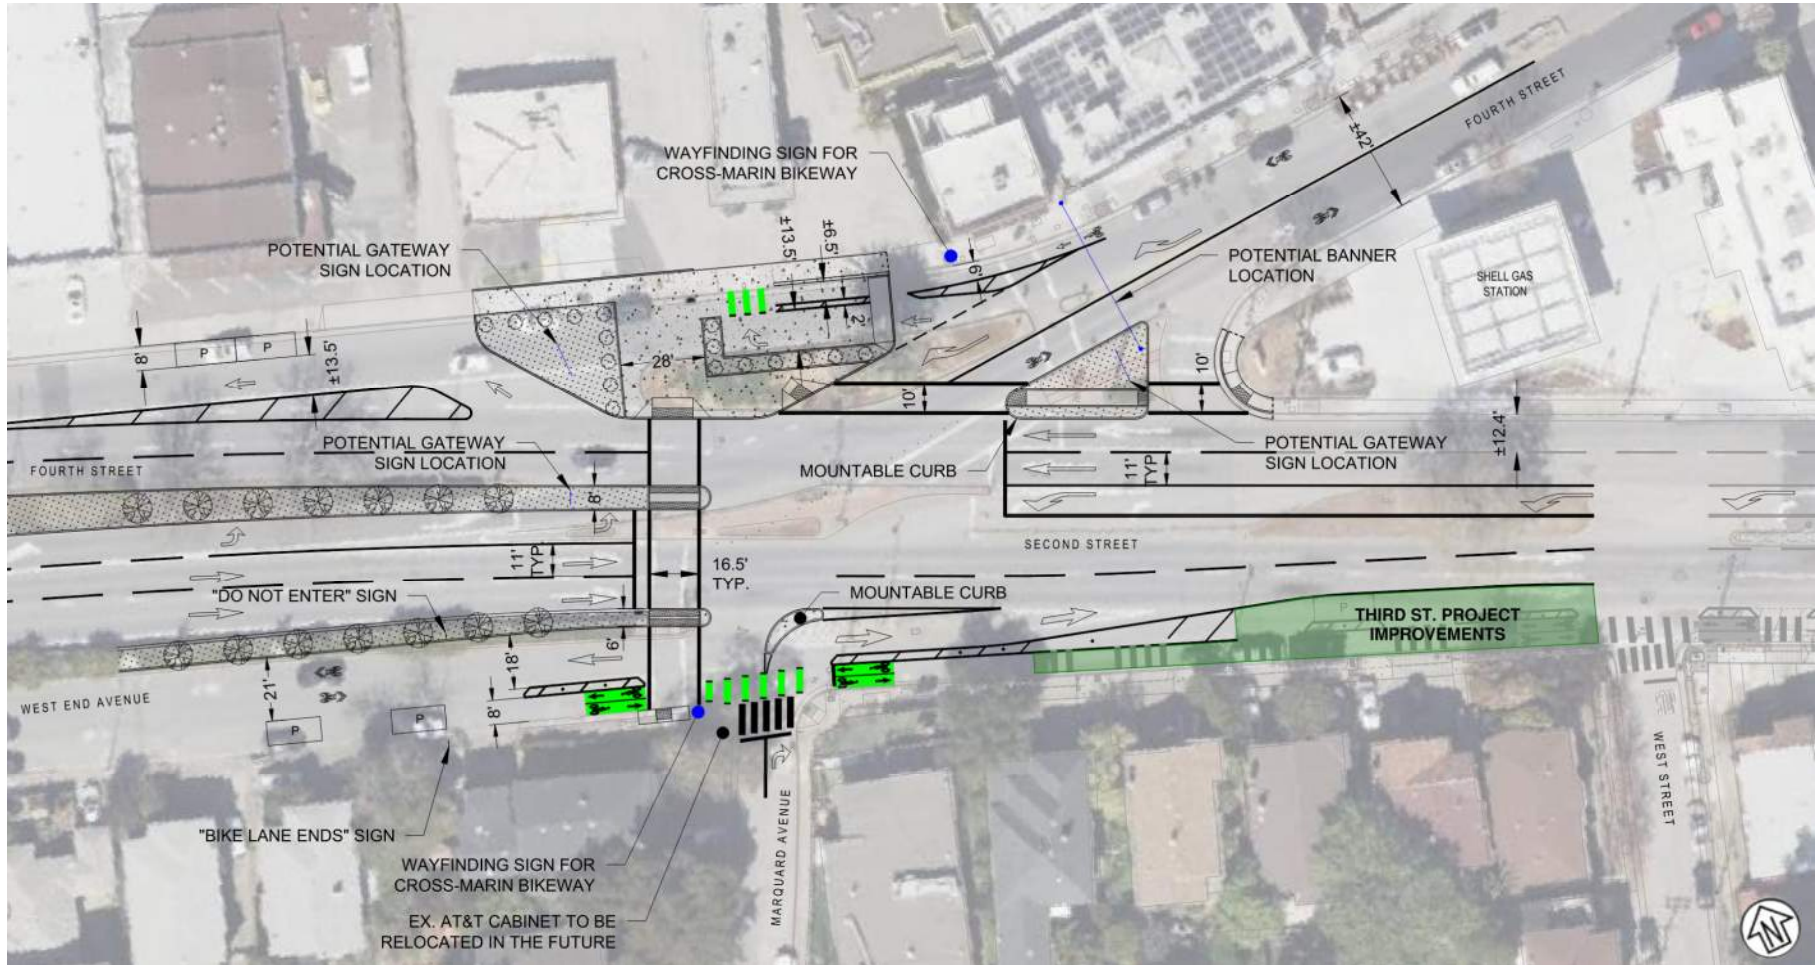 FOURTH STREET
±42'
WAYFINDING SIGN FOR
CROSS-MARIN BIKEWAY
POTENTIAL GATEWAY
SIGN LOCATION
±13.5'
±6.5'
6'
2'
POTENTIAL BANNER
LOCATION
SHELL GAS
STATION
8'
P
P
±13.5'
28'
10'
10'
POTENTIAL GATEWAY
SIGN LOCATION
FOURTH STREET
8'
MOUNTABLE CURB
11'
TYP
POTENTIAL GATEWAY
SIGN LOCATION
±12.4'
SECOND STREET
11'
TYP.
16.5'
TYP.
"DO NOT ENTER" SIGN
MOUNTABLE CURB
THIRD ST. PROJECT
IMPROVEMENTS
6'
18'
21'
8'
WEST END AVENUE
P
P
"BIKE LANE ENDS" SIGN
WAYFINDING SIGN FOR
CROSS-MARIN BIKEWAY
EX. AT&T CABINET TO BE
RELOCATED IN THE FUTURE
MARQUARD AVENUE
WEST STREET
N